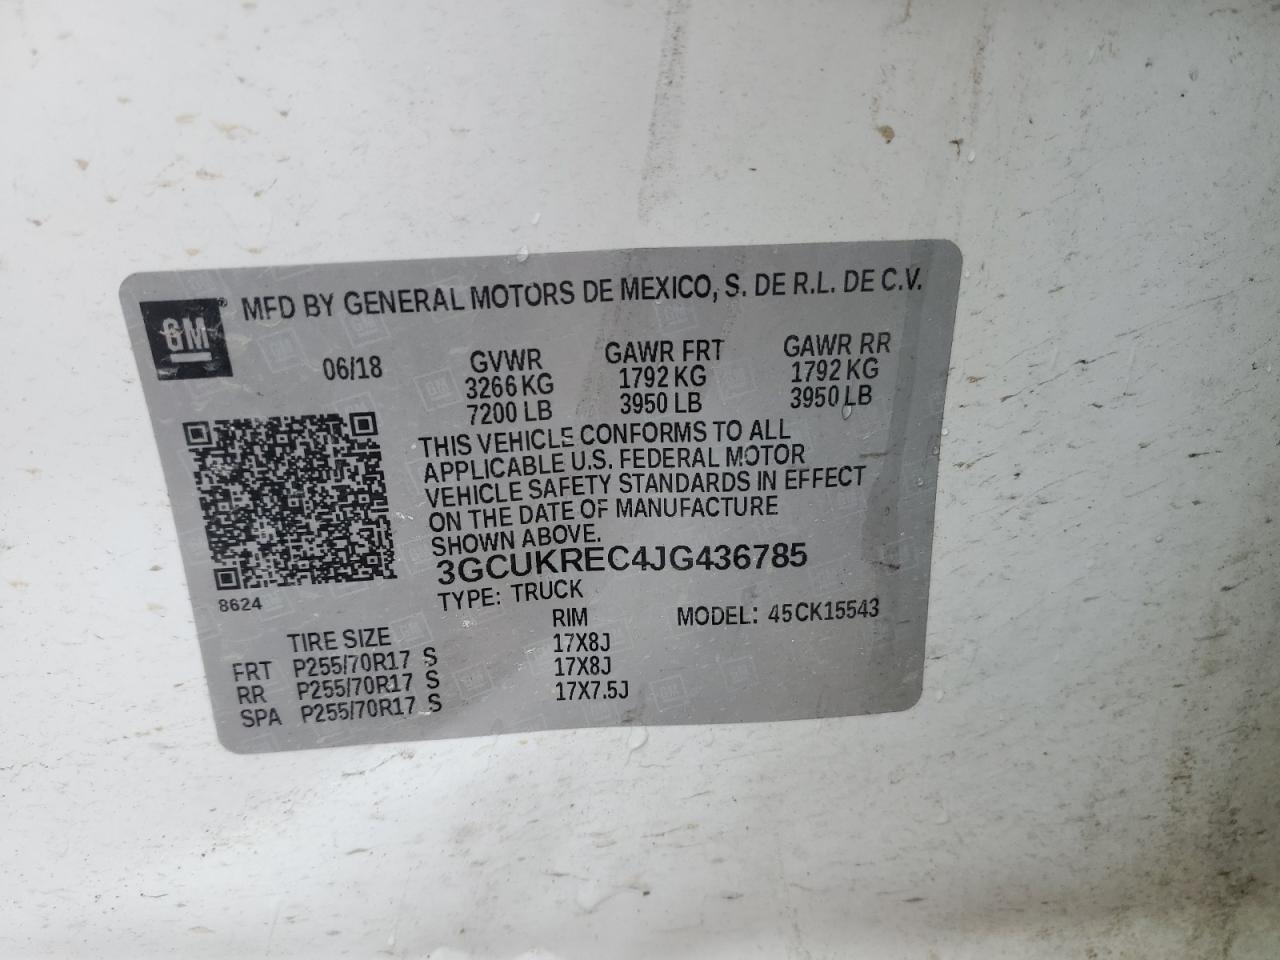 MFD BY GENERAL MOTORS DE MEXICO, S. DE R.L. DE C.V.
GM
06/18 GVWR GAWR FRT GAWR RR
3266 KG 1792 KG 1792 KG
7200 LB 3950 LB 3950 LB
THIS VEHICLE CONFORMS TO ALL
APPLICABLE U.S. FEDERAL MOTOR
VEHICLE SAFETY STANDARDS IN EFFECT
ON THE DATE OF MANUFACTURE
SHOWN ABOVE.
3GCUKREC4JG436785
8624
TYPE: TRUCK
TIRE SIZE RIM MODEL: 45CK15543
FRT P255/70R17 S 17X8J
RR P255/70R17 S 17X8J
SPA P255/70R17 S 17X7.5J